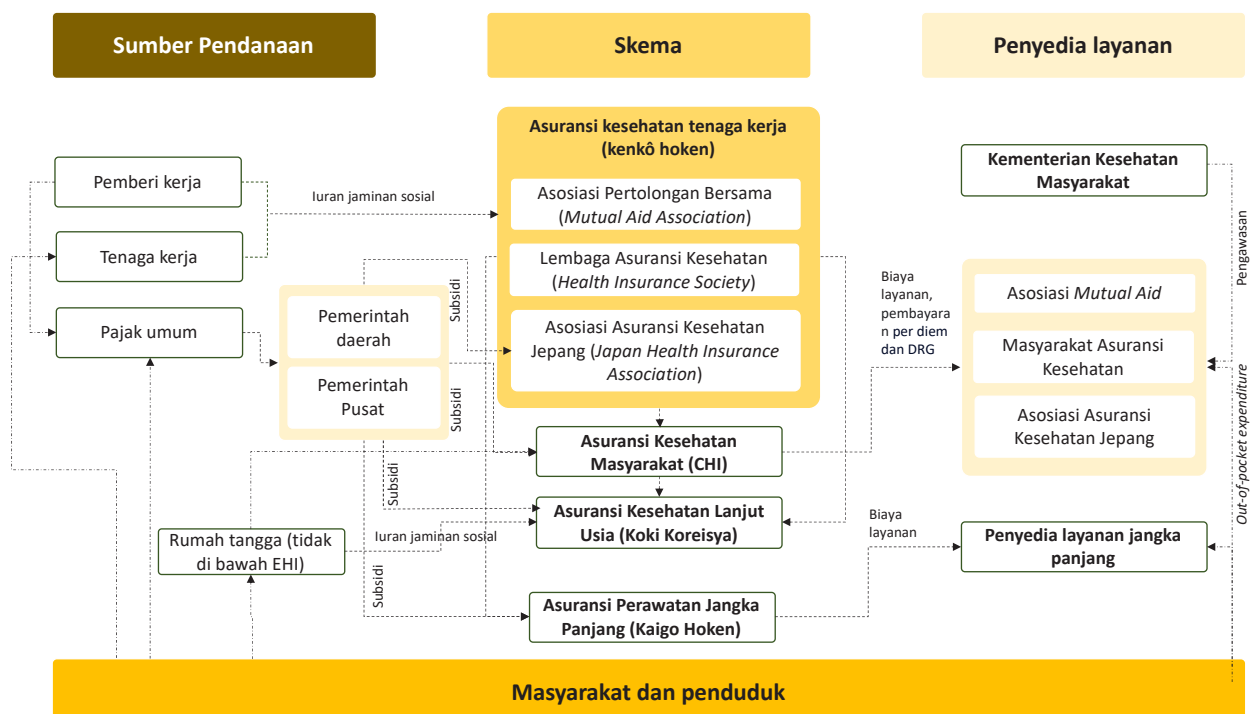 Sumber Pendanaan
Skema
Penyedia layanan
Pemberi kerja
Tenaga kerja
Pajak umum
Iuran jaminan sosial
Pemerintah
daerah
Pemerintah
Pusat
Subsidi
Subsidi
Subsidi
Subsidi
Rumah tangga (tidak
di bawah EHI)
Iuran jaminan sosial
Asuransi kesehatan tenaga kerja
(kenkô hoken)
Asosiasi Pertolongan Bersama
(Mutual Aid Association)
Lembaga Asuransi Kesehatan
(Health Insurance Society)
Asosiasi Asuransi Kesehatan
Jepang (Japan Health Insurance
Association)
Asuransi Kesehatan
Masyarakat (CHI)
Asuransi Kesehatan Lanjut
Usia (Koki Koreisya)
Asuransi Perawatan Jangka
Panjang (Kaigo Hoken)
Biaya
layanan,
pembayara
n per diem
dan DRG
Biaya
layanan
Kementerian Kesehatan
Masyarakat
Asosiasi Mutual Aid
Masyarakat Asuransi
Kesehatan
Asosiasi Asuransi
Kesehatan Jepang
Penyedia layanan jangka
panjang
Pengawasan
Out-of-pocket expenditure
Masyarakat dan penduduk